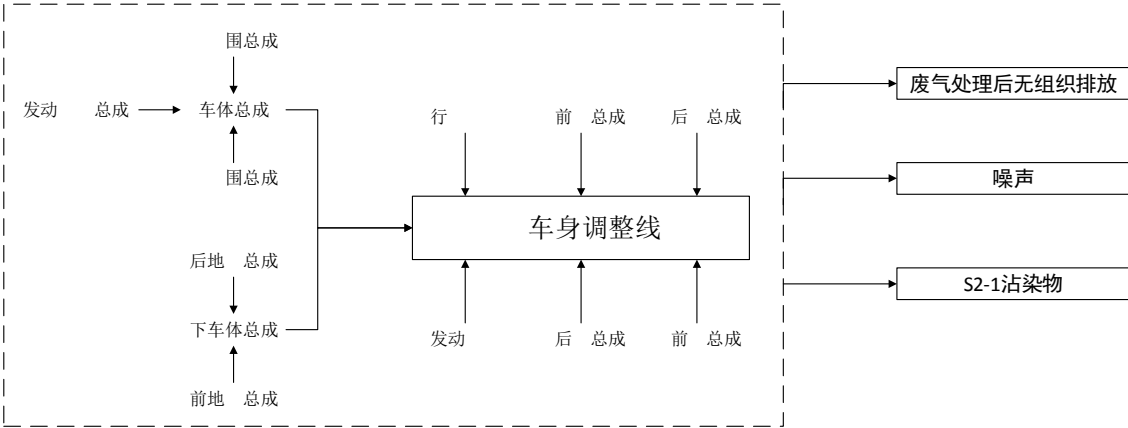 围总成
发动 总成
车体总成
围总成
后地 总成
下车体总成
前地 总成
行
前 总成
后 总成
车身调整线
发动
后 总成
前 总成
废气处理后无组织排放
噪声
S2-1沾染物